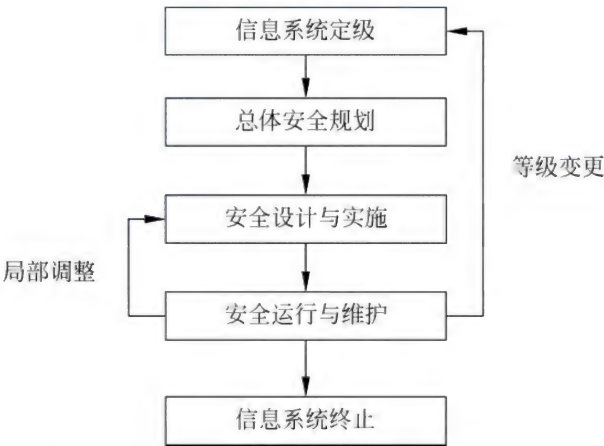 信息系统定级
总体安全规划
等级变更
安全设计与实施
局部调整
安全运行与维护
信息系统终止